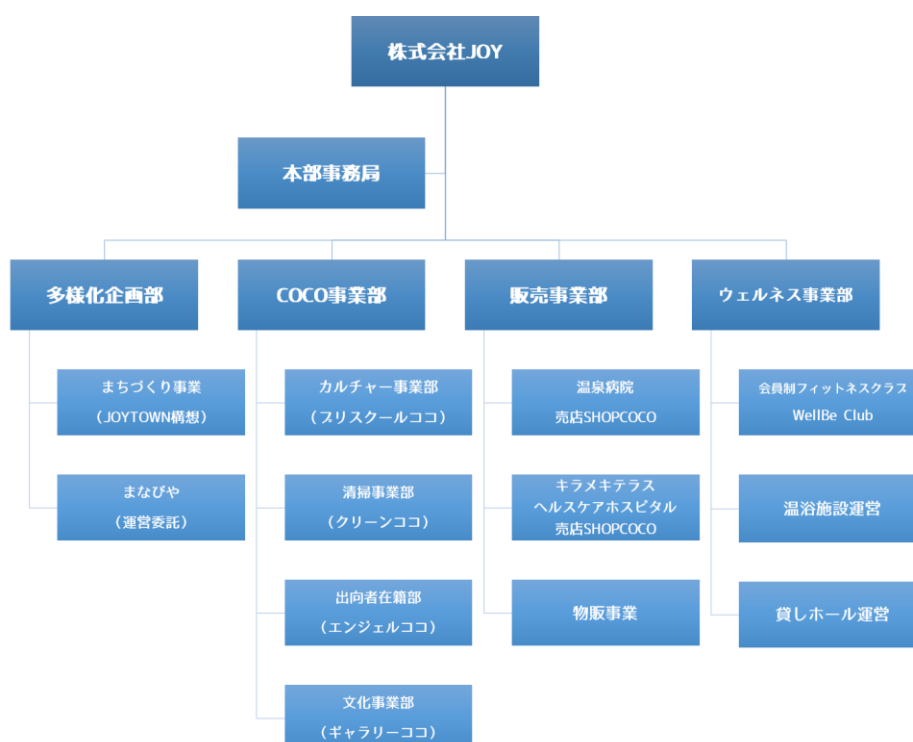 株式会社JOY
本部事務局
多様化企画部
まちづくり事業
（JOYTOWN構想）
まなびや
（運営委託）
COCO事業部
カルチャー事業部
（プリスクールココ）
清掃事業部
（クリーンココ）
出向者在籍部
（エンジェルココ）
文化事業部
（ギャラリーココ）
販売事業部
温泉病院
売店SHOPCOCO
キラメキテラス
ヘルスケアホスピタル
売店SHOPCOCO
物販事業
ウェルネス事業部
会員制フィットネスクラス
WellBe Club
温浴施設運営
貸しホール運営